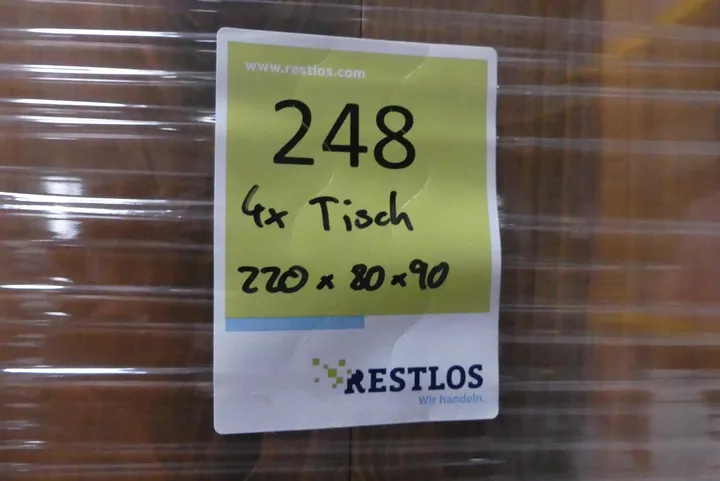 www.restlos.com
248
4x Tisch
220 x 80 x 90
RESTLOS
Wir handeln.